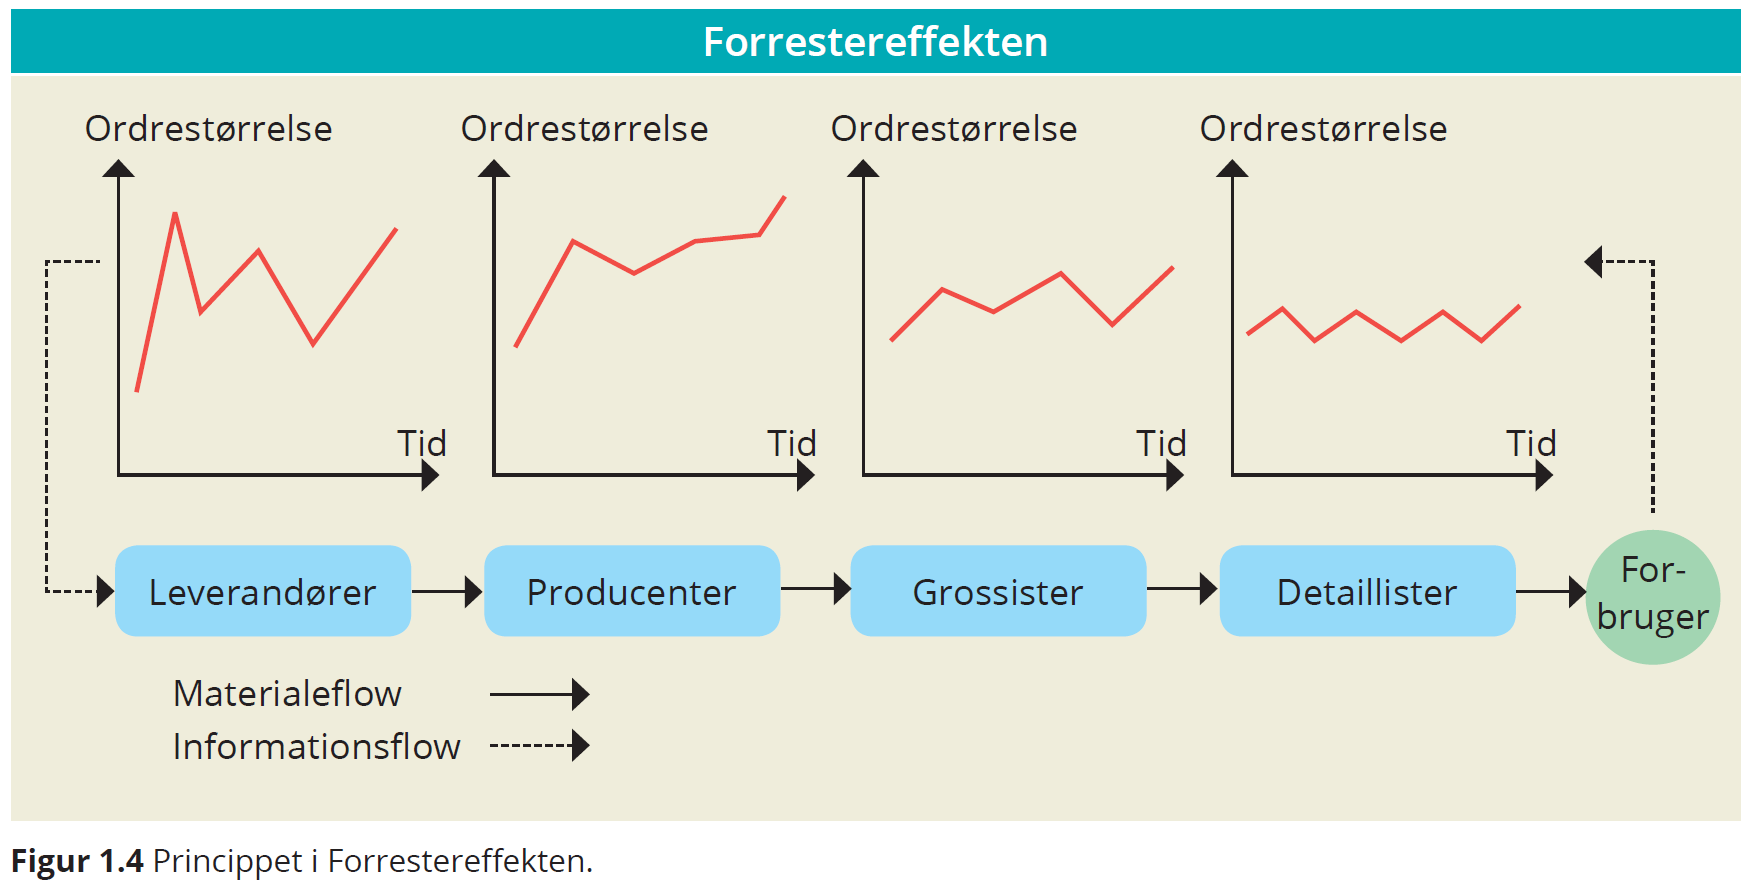 Forrestereffekten
Ordrestørrelse
Ordrestørrelse
Ordrestørrelse
Ordrestørrelse
Tid
Tid
Tid
Tid
Leverandører
Producenter
Grossister
Detaillister
For-
bruger
Materialeflow
Informationsflow
Figur 1.4 Princippet i Forrestereffekten.